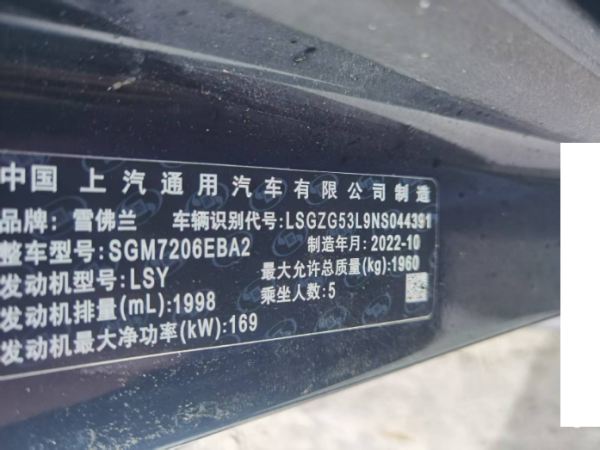 中国 上汽通用汽车有限公司制造
品牌: 雪佛兰 车辆识别代号: LSGZG53L9NS044391
整车型号: SGM7206EBA2 制造年月: 2022-10
发动机型号: LSY 最大允许总质量(kg): 1960
发动机排量(mL): 1998 乘坐人数: 5
发动机最大净功率(kW): 169